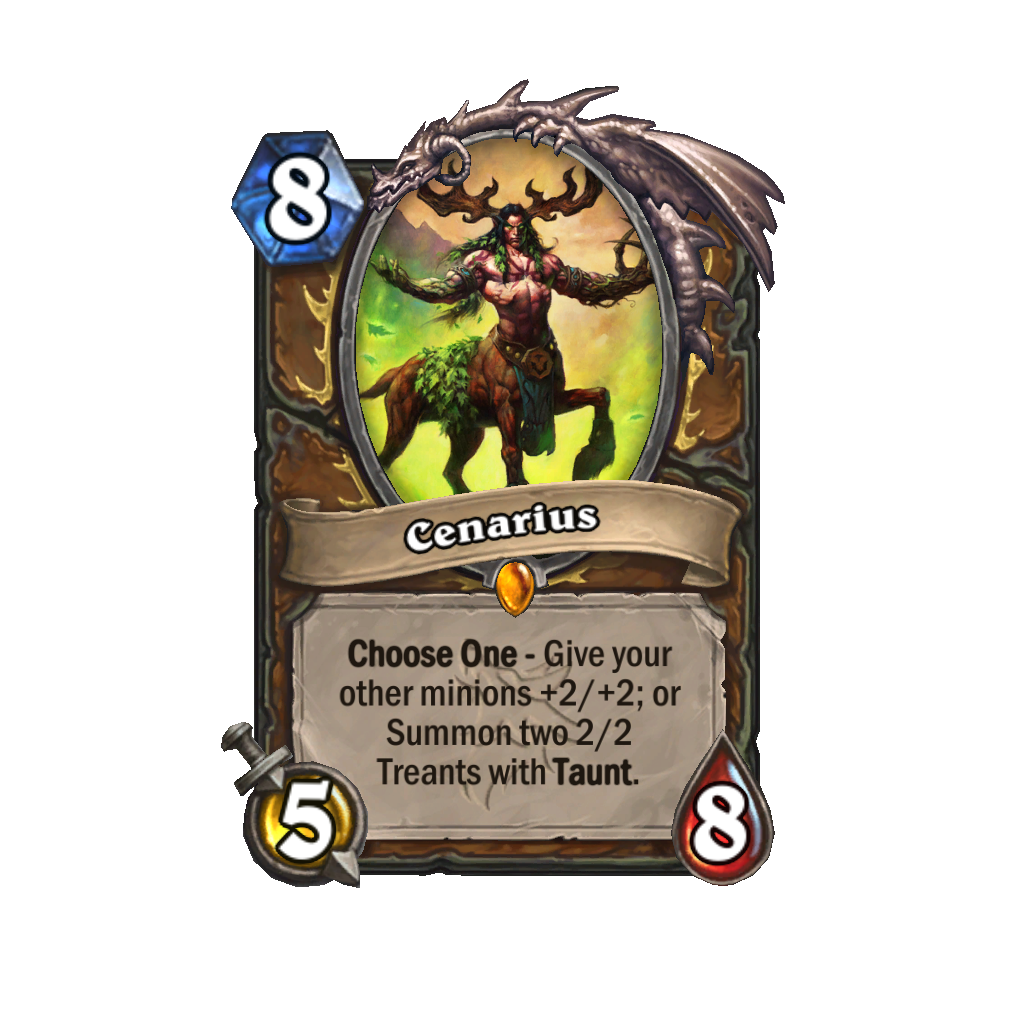 8
Cenarius
Choose One - Give your
other minions +2/+2; or
Summon two 2/2
Treants with Taunt.
5
8